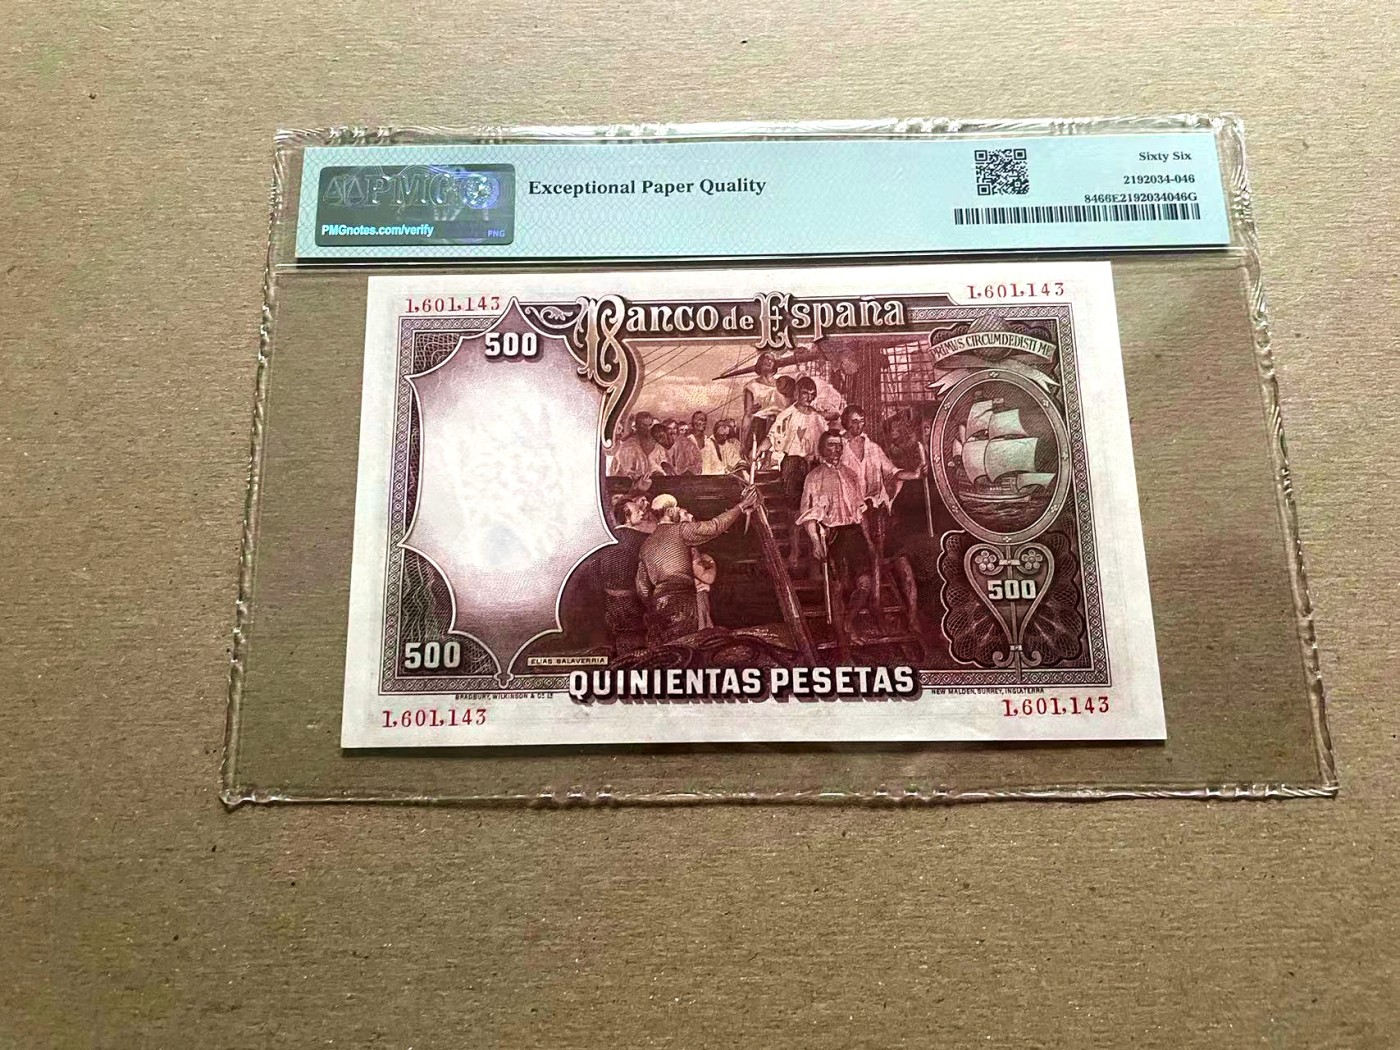 PMG
PMGnotes.com/verify
PNG
Exceptional Paper Quality
Sixty Six
2192034-046
8466E2192034046G
1,601,143
1,601,143
Banco de España
500
PRIMUS CIRCUMDEDISTI ME
500
500
ELIAS SALAVERRIA
QUINIENTAS PESETAS
BRADBURY, WILKINSON & Cº Lº
NEW MALDEN, SURREY, INGLATERRA
1,601,143
1,601,143